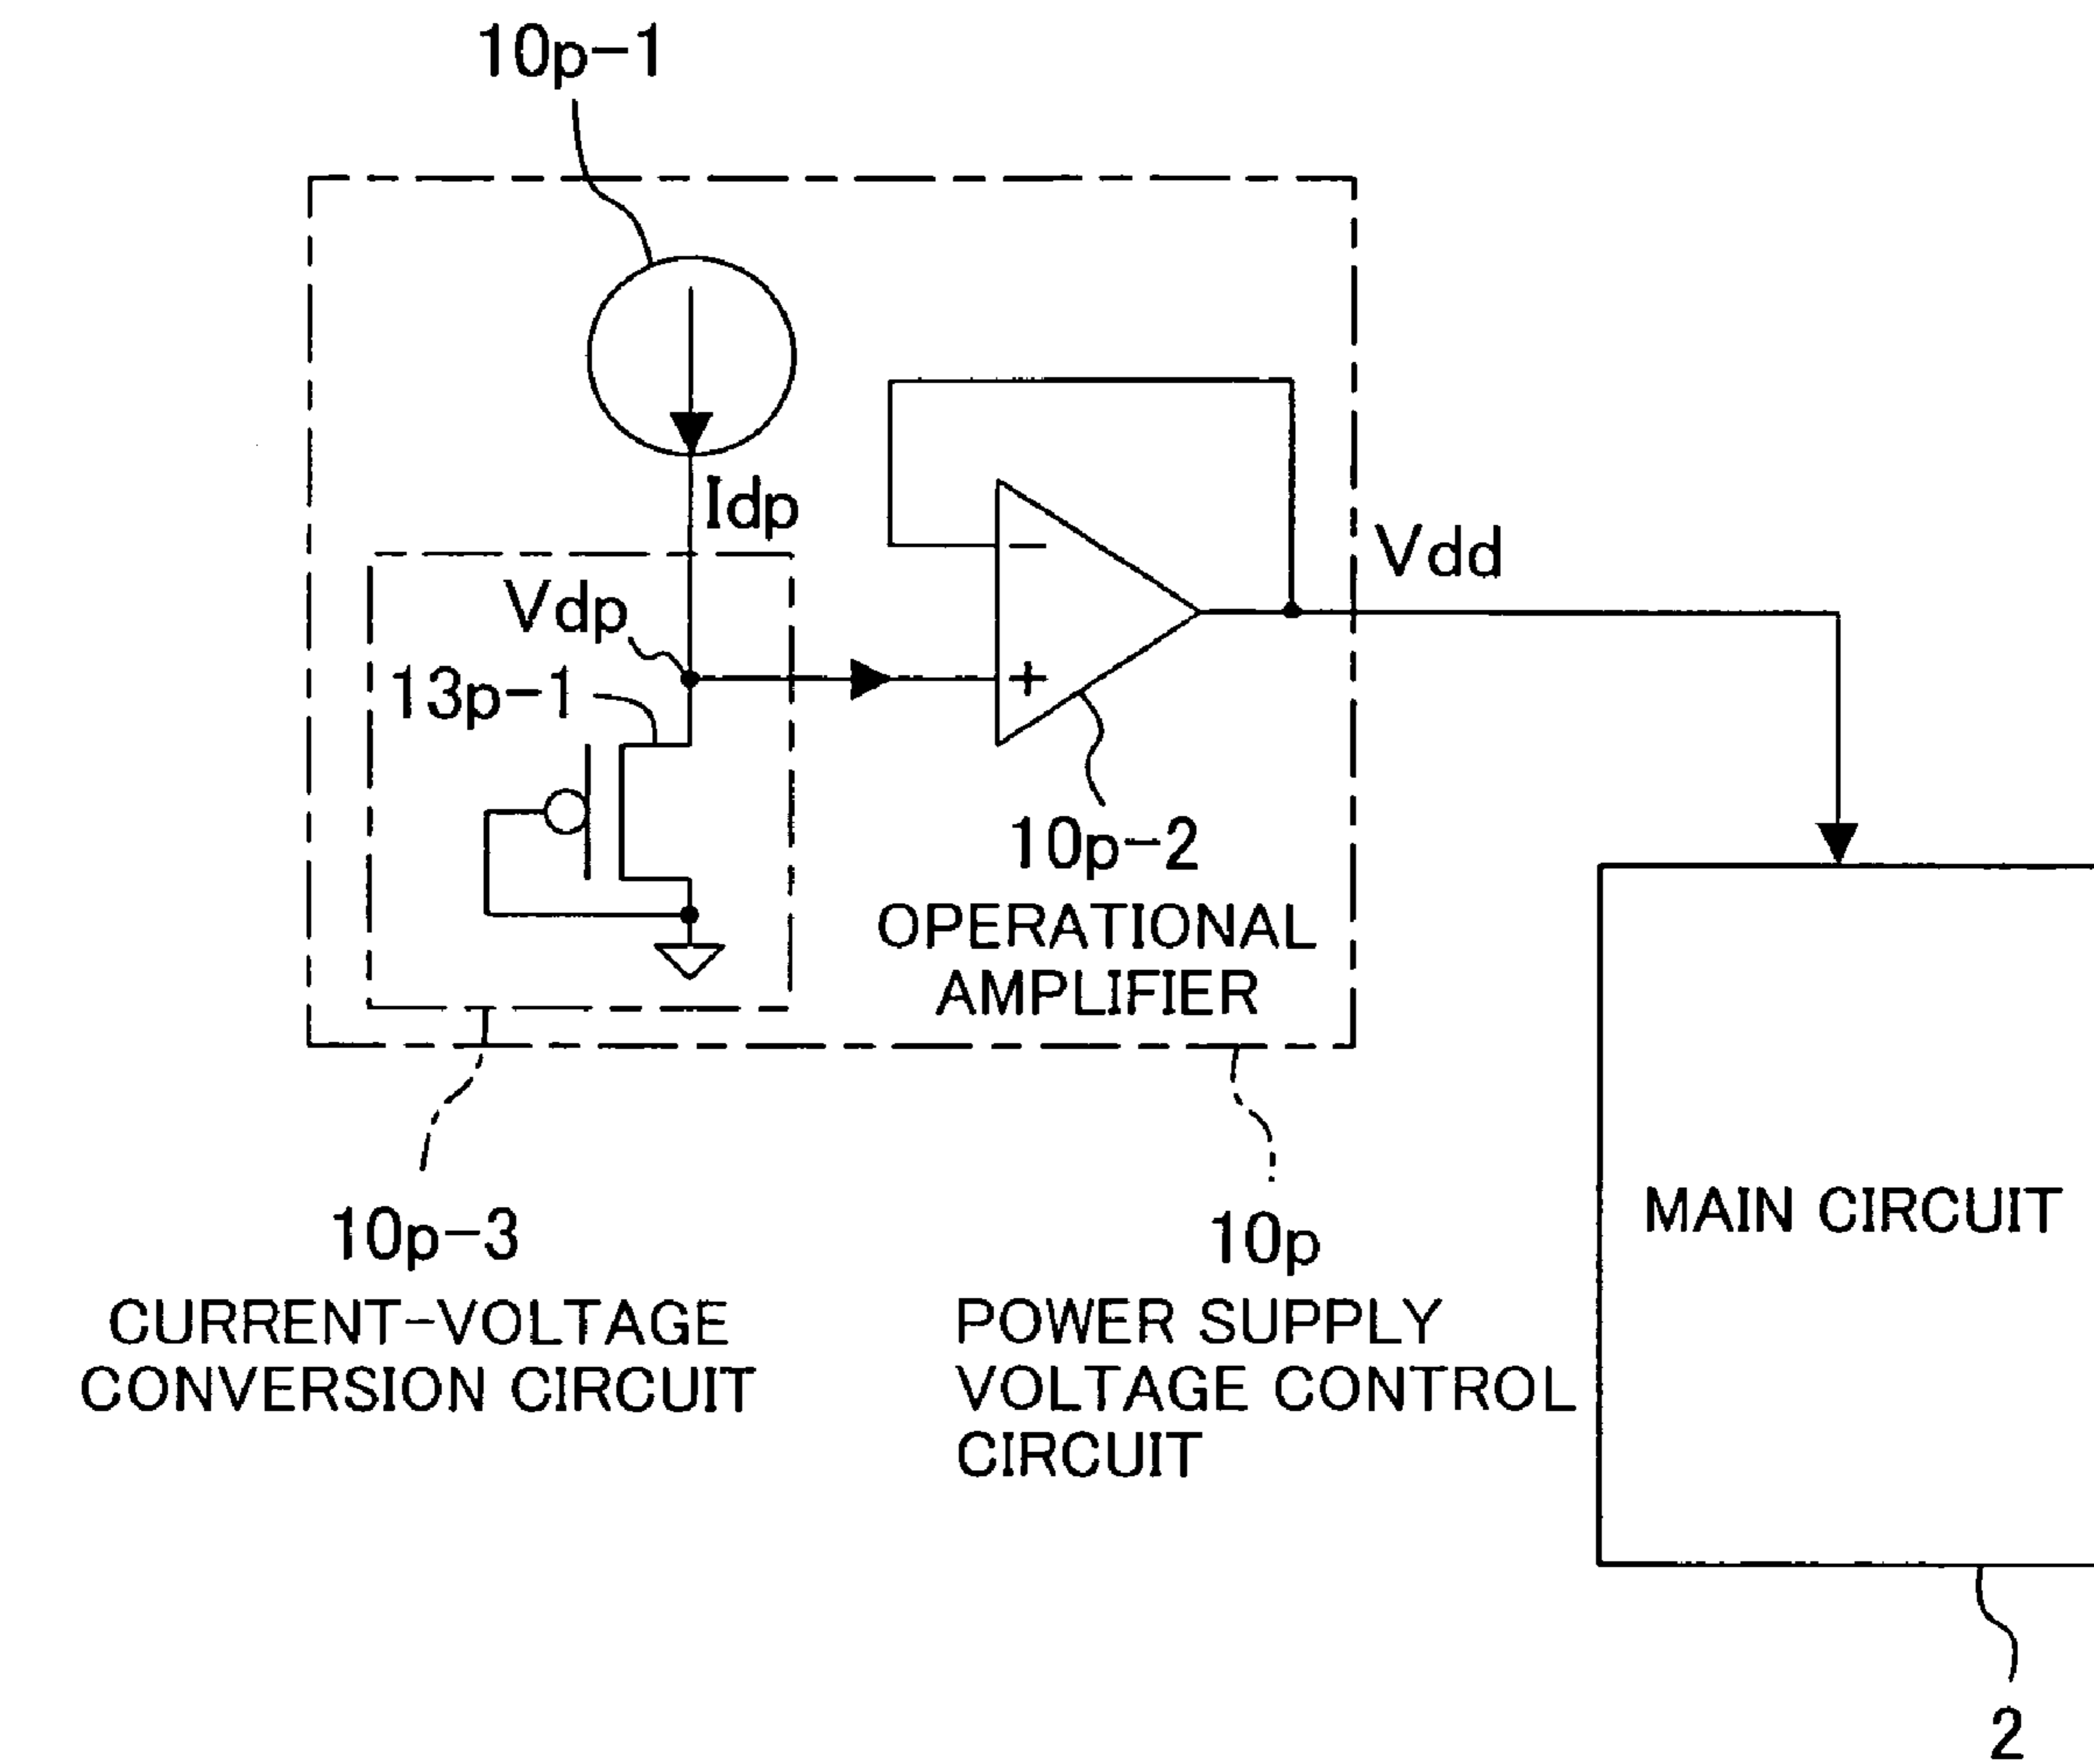 10p-1
Idp
Vdd
Vdp
13p-1
−
+
10p-2
OPERATIONAL
AMPLIFIER
MAIN CIRCUIT
10p-3
CURRENT-VOLTAGE
CONVERSION CIRCUIT
10p
POWER SUPPLY
VOLTAGE CONTROL
CIRCUIT
2